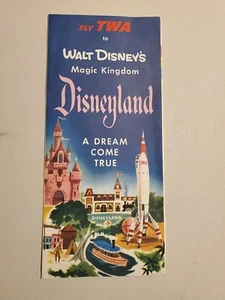 FLY TWA
to
WALT DISNEY'S
Magic Kingdom
Disneyland
A DREAM
COME
TRUE
DISNEYLAND